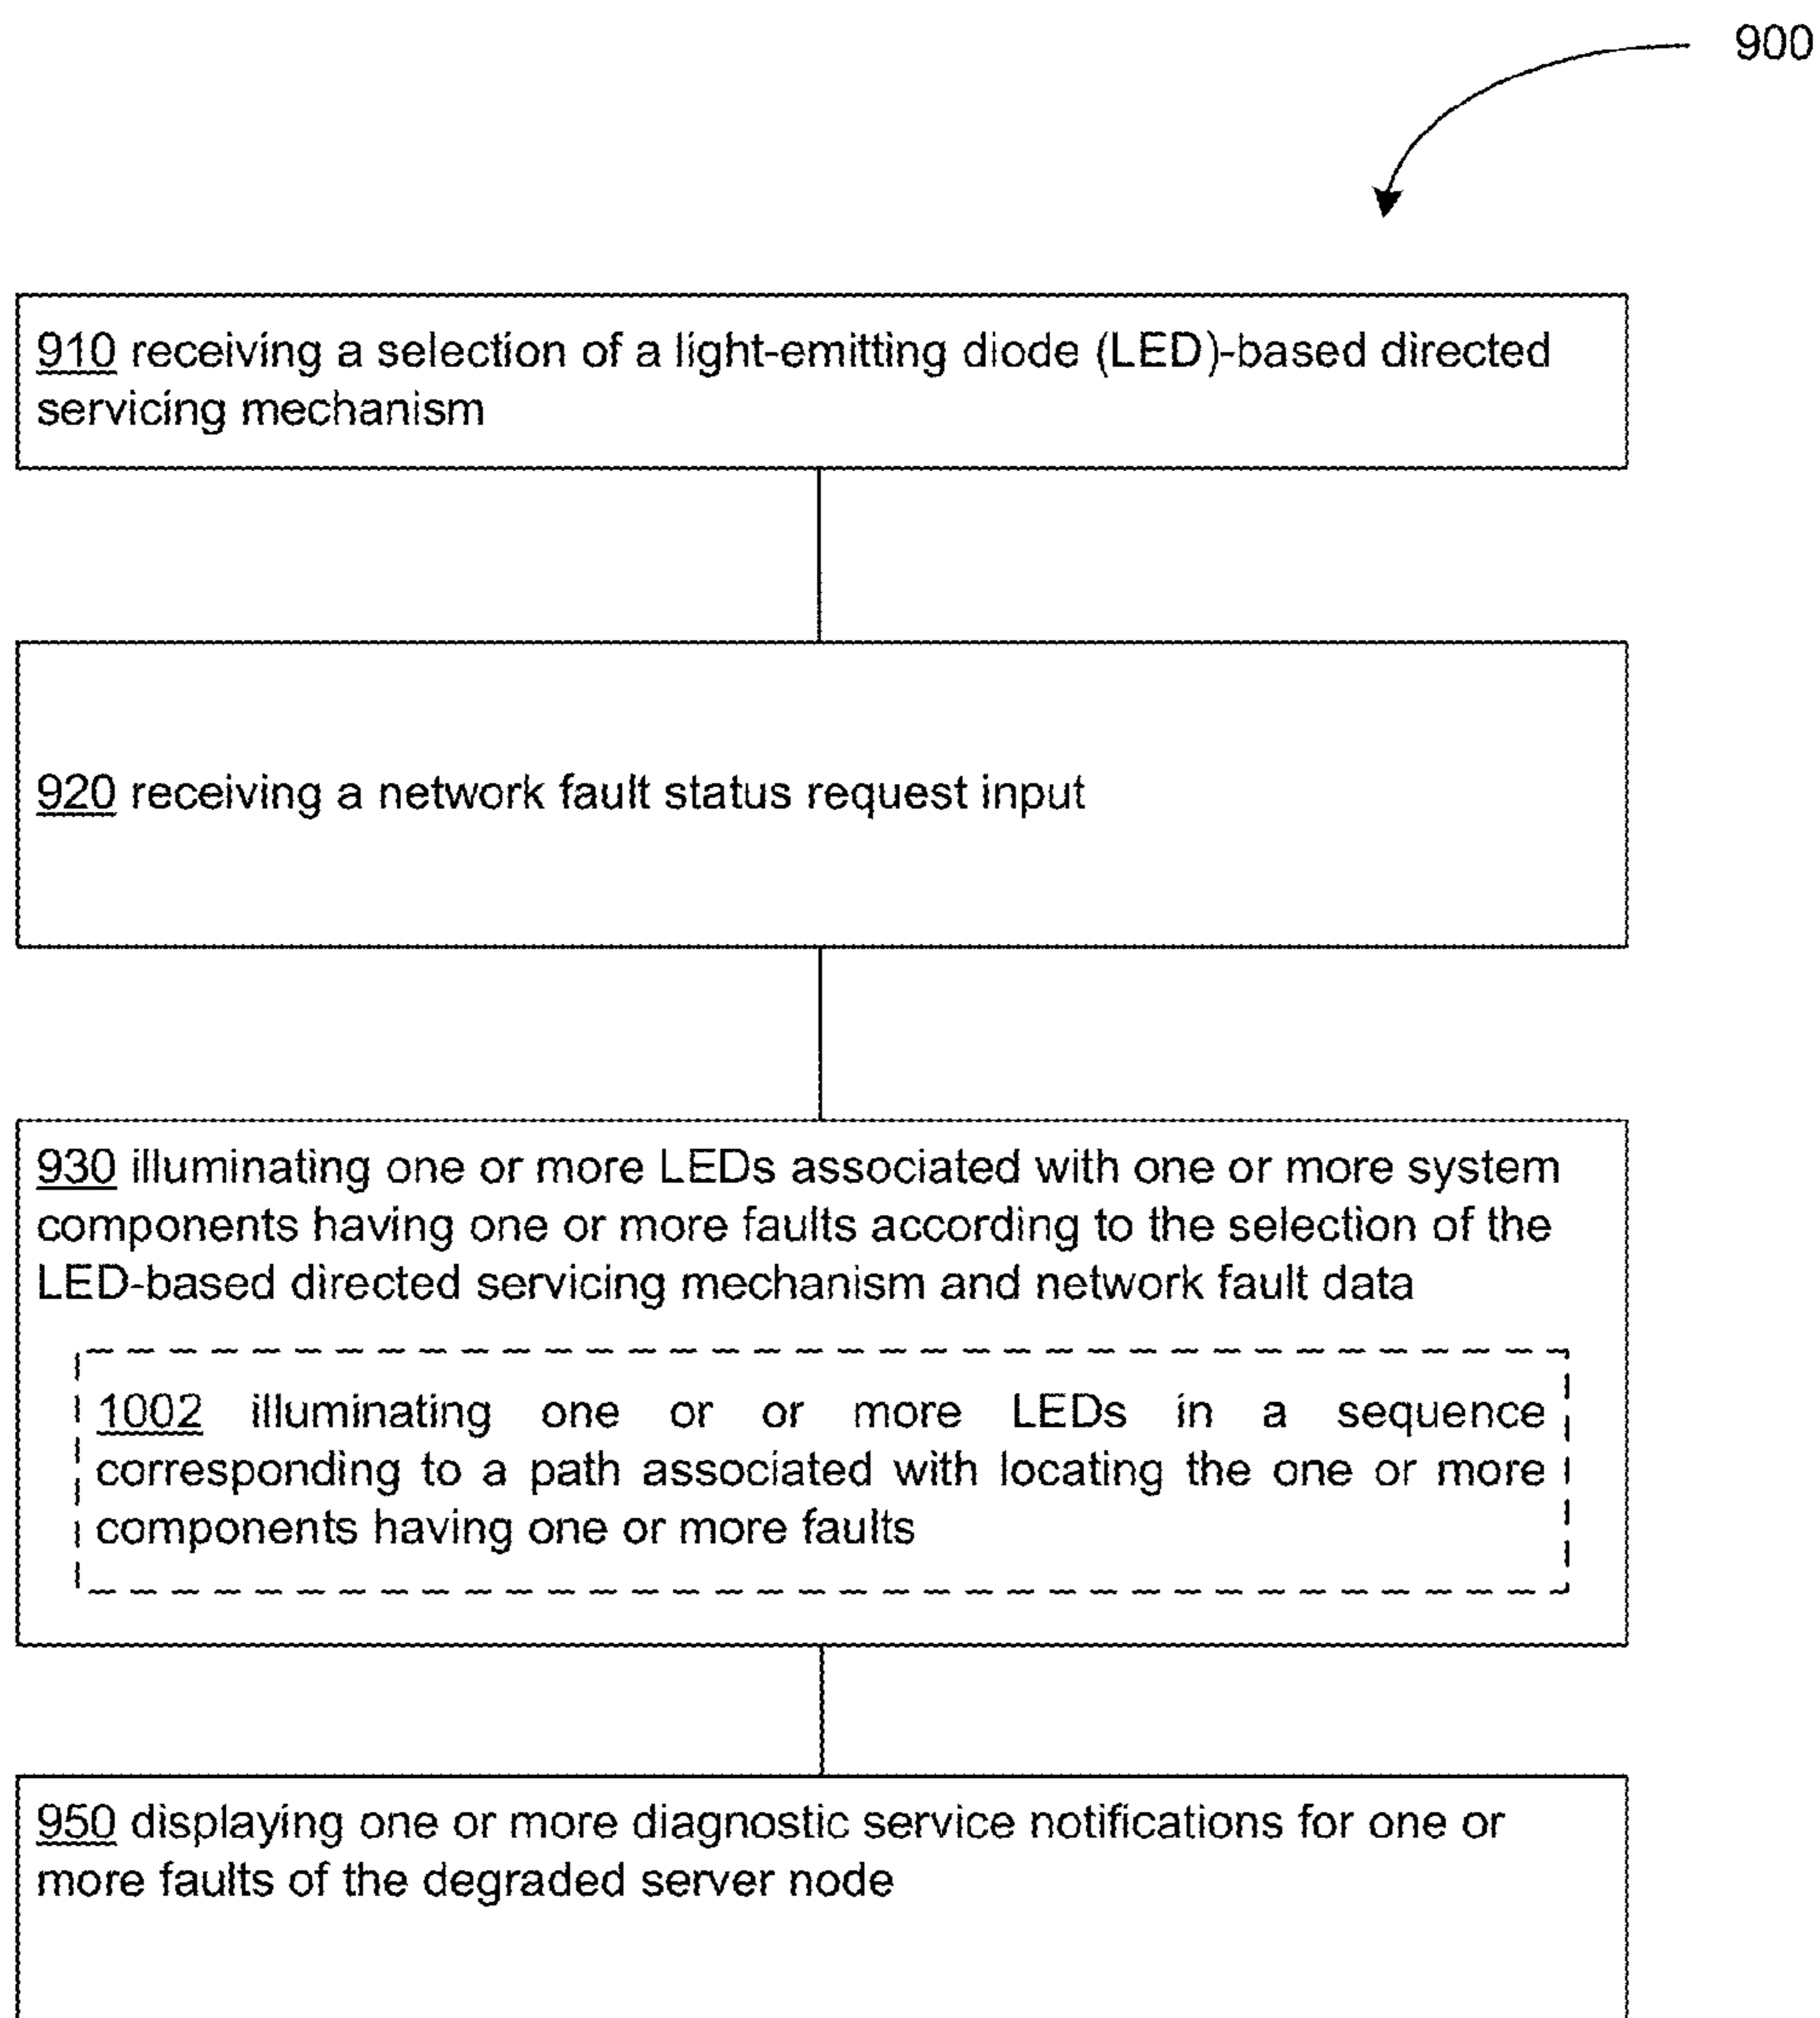 900
910 receiving a selection of a light-emitting diode (LED)-based directed
servicing mechanism
920 receiving a network fault status request input
930 illuminating one or more LEDs associated with one or more system
components having one or more faults according to the selection of the
LED-based directed servicing mechanism and network fault data
1002 illuminating one or or more LEDs in a sequence
corresponding to a path associated with locating the one or more
components having one or more faults
950 displaying one or more diagnostic service notifications for one or
more faults of the degraded server node